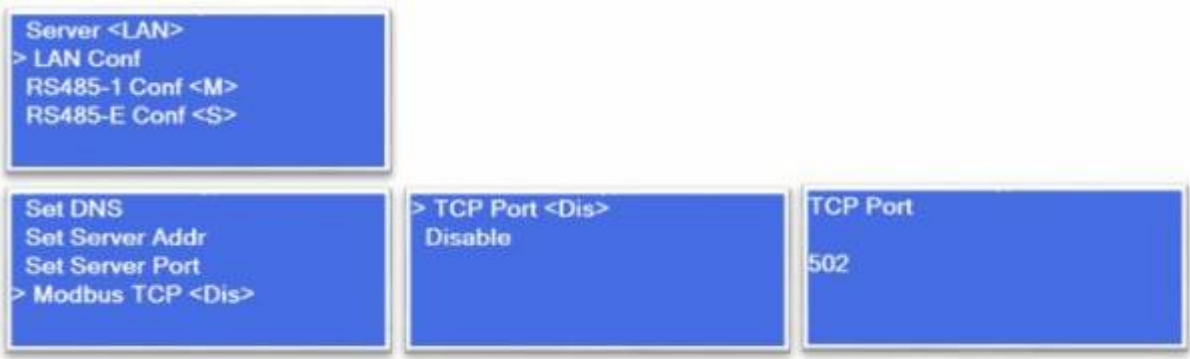 Server <LAN>
> LAN Conf
RS485-1 Conf <M>
RS485-E Conf <S>
Set DNS
Set Server Addr
Set Server Port
> Modbus TCP <Dis>
> TCP Port <Dis>
Disable
TCP Port
502